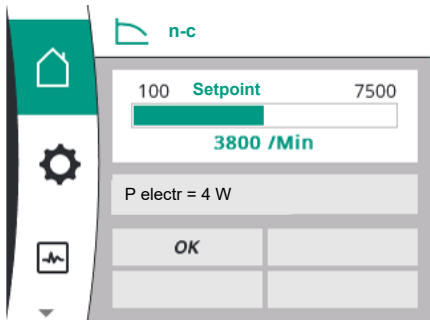 n-c
100 Setpoint 7500
3800 /Min
P electr = 4 W
OK